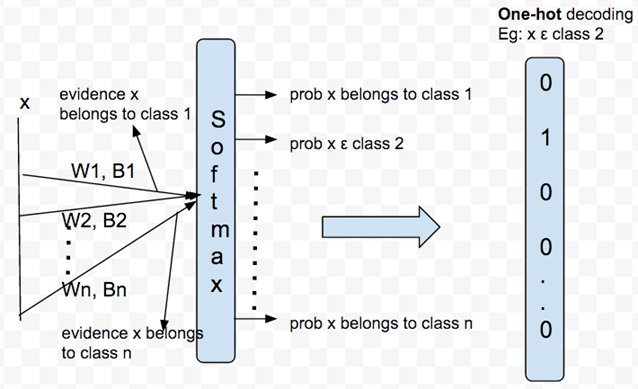 One-hot decoding
Eg: x ε class 2
x
evidence x
belongs to class 1
W1, B1
W2, B2
Wn, Bn
evidence x belongs
to class n
S
o
f
t
m
a
x
prob x belongs to class 1
prob x ε class 2
prob x belongs to class n
0
1
0
0
.
.
0